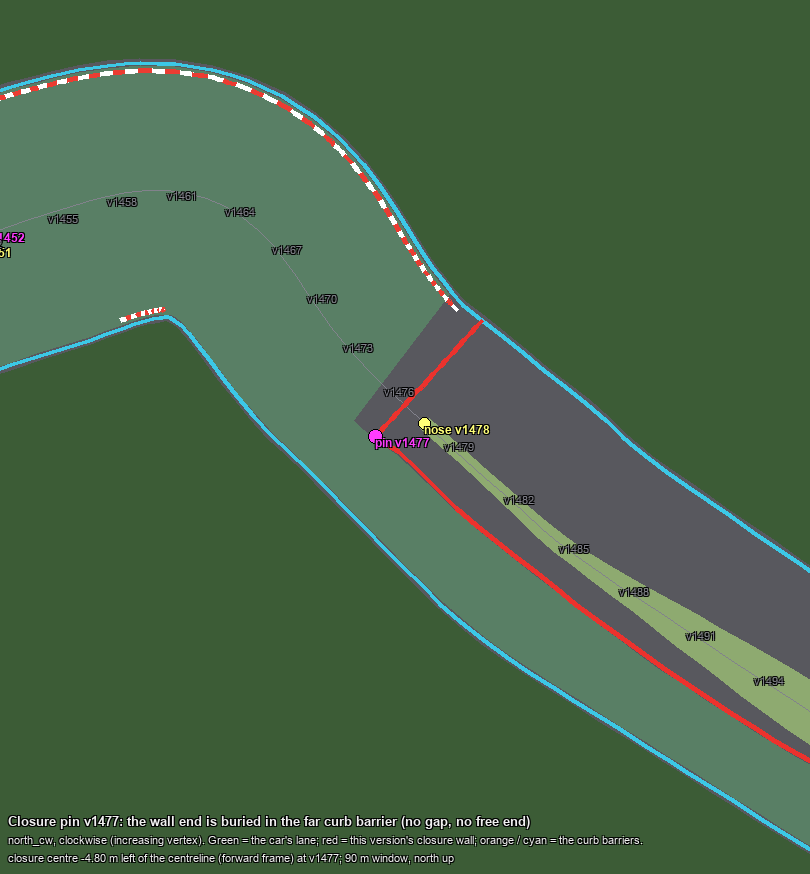 v1461
v1458
v1464
v1455
1452
v1467
51
v1470
v1473
v1476
nose v1478
pin v1477
v1479
v1482
v1485
v1488
v1491
v1494
Closure pin v1477: the wall end is buried in the far curb barrier (no gap, no free end)
north_cw, clockwise (increasing vertex). Green = the car's lane; red = this version's closure wall; orange / cyan = the curb barriers.
closure centre -4.80 m left of the centreline (forward frame) at v1477; 90 m window, north up